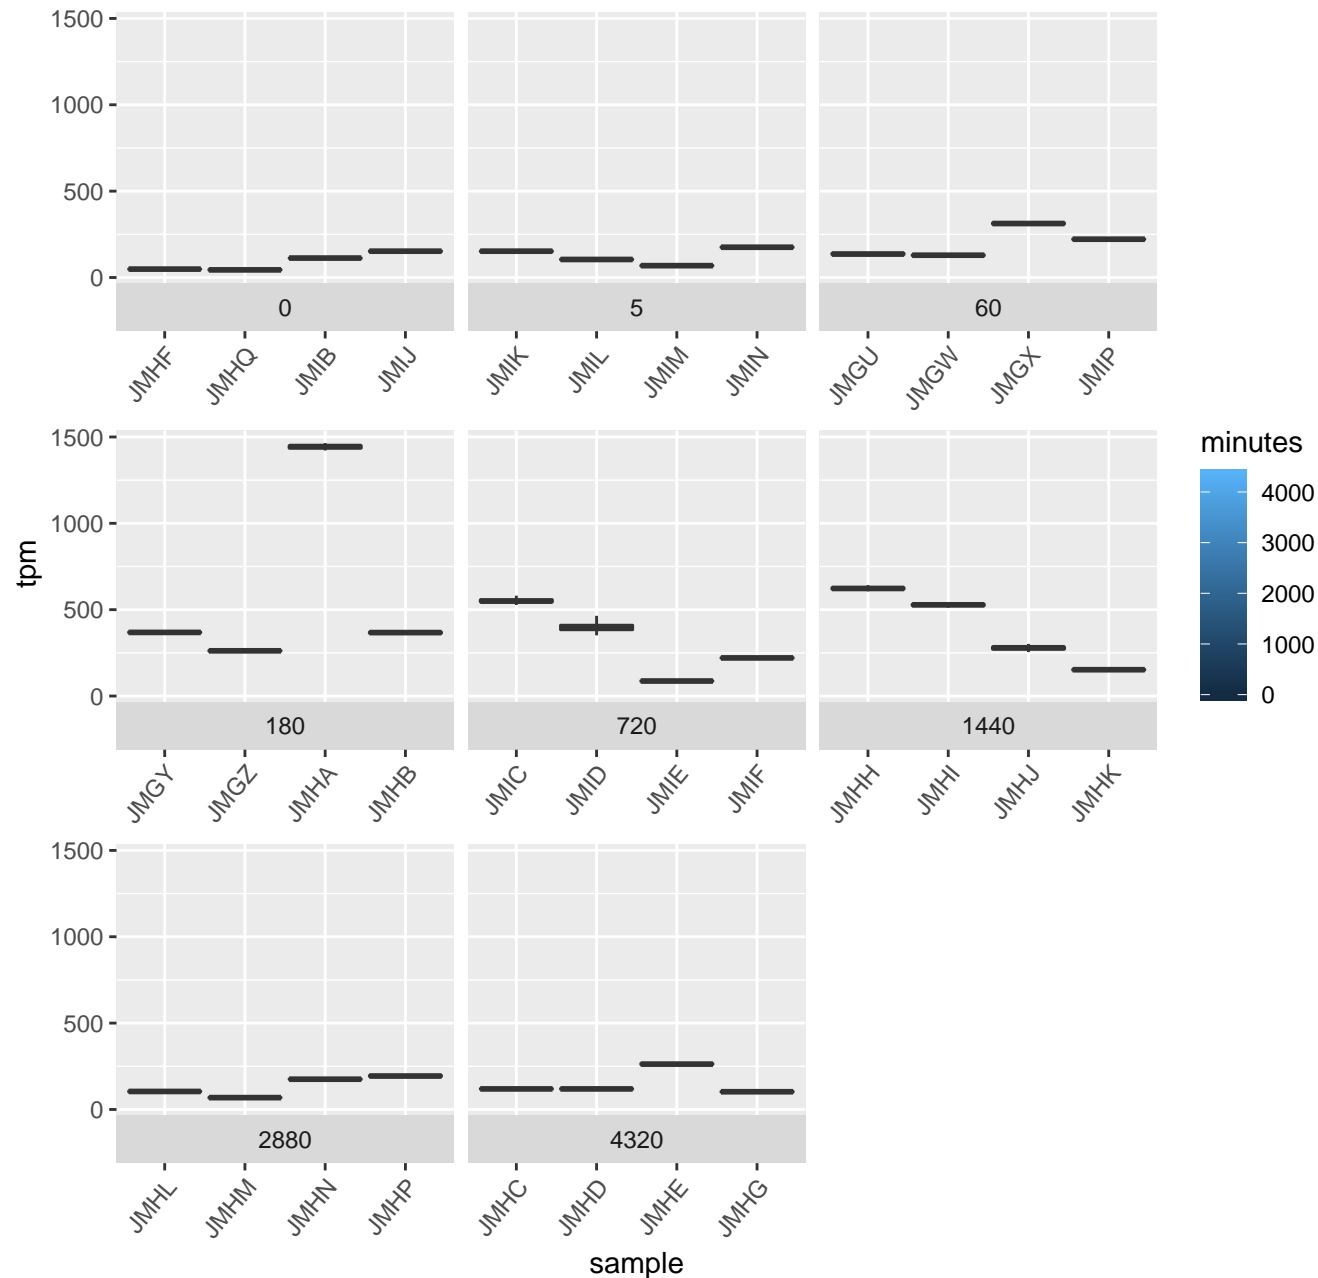 1500
1000
500
0
0
5
60
JMHF
JMHQ
JMIB
JMIJ
JMIK
JMIL
JMIM
JMIN
JMGU
JMGW
JMGX
JMIP
tpm
1500
1000
500
0
180
720
1440
JMGY
JMGZ
JMHA
JMHB
JMIC
JMID
JMIE
JMIF
JMHH
JMHI
JMHJ
JMHK
minutes
4000
3000
2000
1000
0
1500
1000
500
0
2880
4320
JMHL
JMHM
JMHN
JMHP
JMHC
JMHD
JMHE
JMHG
sample